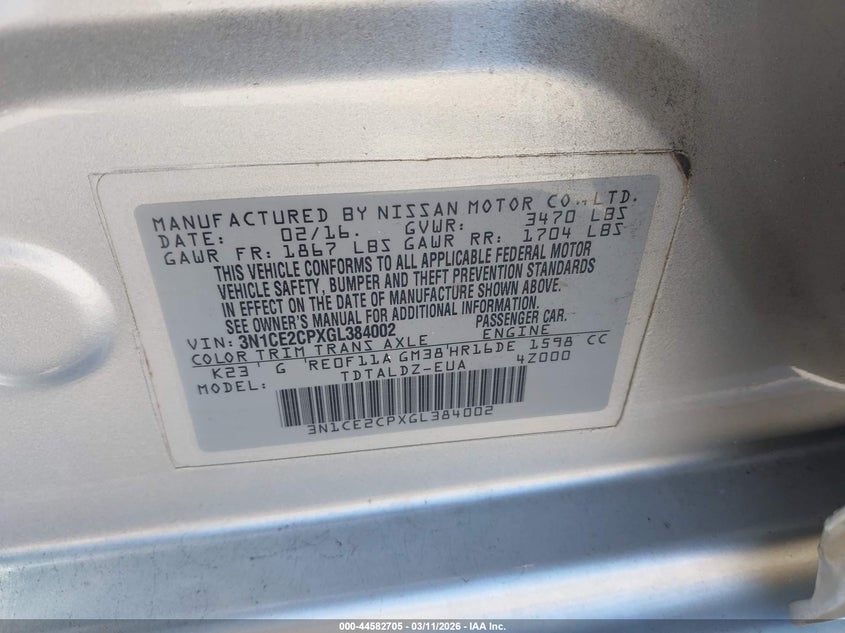 MANUFACTURED BY NISSAN MOTOR CO.,LTD.
DATE: 02/16. GVWR: 3470 LBS
GAWR FR: 1867 LBS GAWR RR: 1704 LBS
THIS VEHICLE CONFORMS TO ALL APPLICABLE FEDERAL MOTOR
VEHICLE SAFETY, BUMPER AND THEFT PREVENTION STANDARDS
IN EFFECT ON THE DATE OF MANUFACTURE SHOWN ABOVE.
SEE OWNER'S MANUAL FOR ADDITIONAL INFORMATION.
VIN: 3N1CE2CPXGL384002 PASSENGER CAR.
COLOR TRIM TRANS AXLE ENGINE
K23 ' G 'RE0F11A GM38'HR16DE 1598 CC
MODEL: TDTALDZ-EUA 4Z000
3N1CE2CPXGL384002
000-44582705 | 03/11/2026 | IAA Inc.